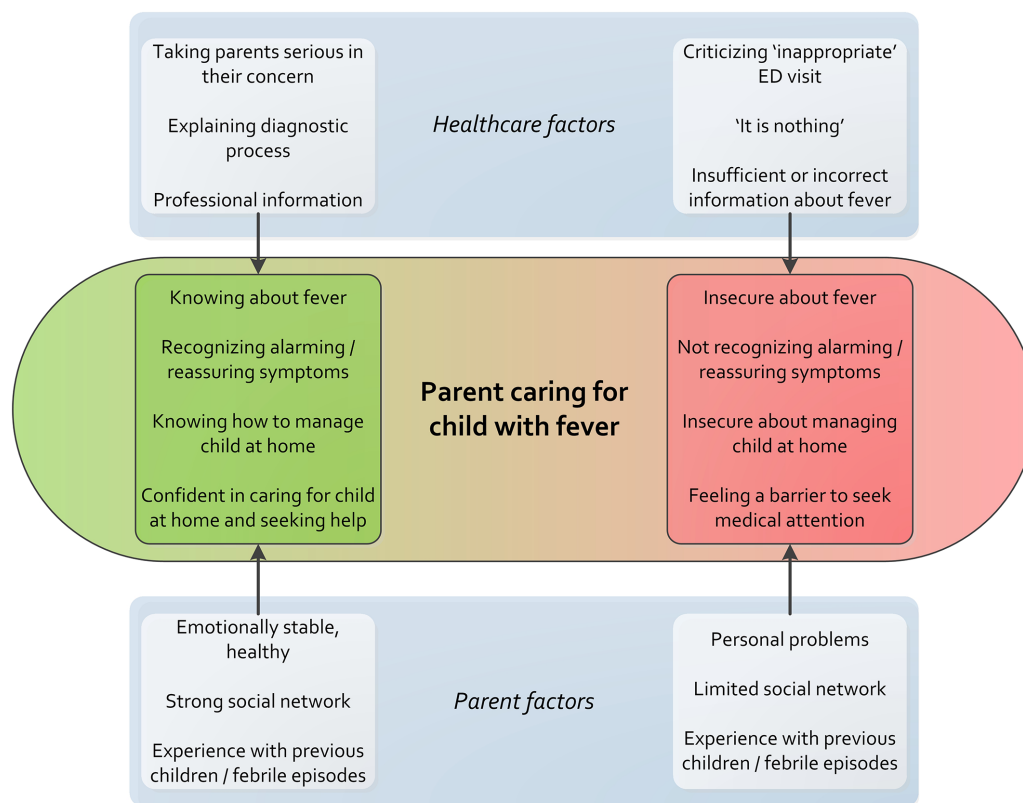 Taking parents serious in
their concern
Explaining diagnostic
process
Professional information
Healthcare factors
Criticizing ‘inappropriate’
ED visit
‘It is nothing’
Insufficient or incorrect
information about fever
Knowing about fever
Recognizing alarming /
reassuring symptoms
Knowing how to manage
child at home
Confident in caring for child
at home and seeking help
Parent caring for
child with fever
Insecure about fever
Not recognizing alarming /
reassuring symptoms
Insecure about managing
child at home
Feeling a barrier to seek
medical attention
Emotionally stable,
healthy
Strong social network
Experience with previous
children / febrile episodes
Parent factors
Personal problems
Limited social network
Experience with previous
children / febrile episodes